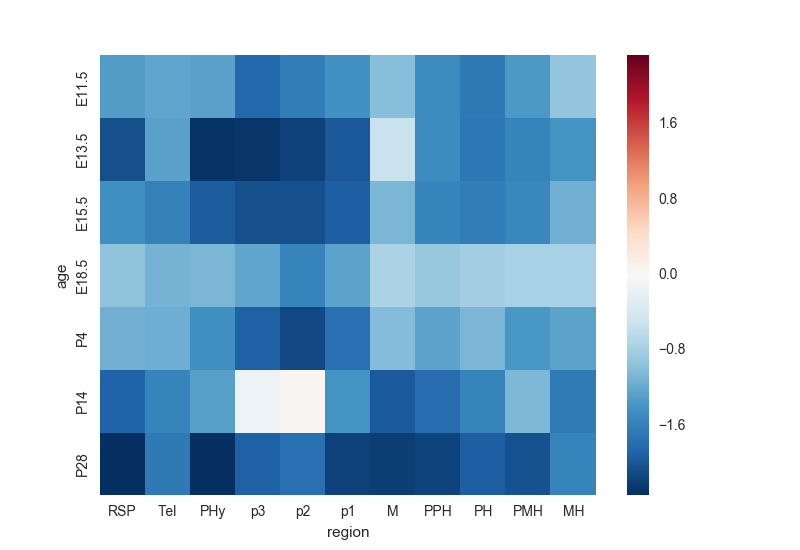 E11.5
E13.5
E15.5
E18.5
P4
P14
P28
age
RSP Tel PHy p3 p2 p1 M PPH PH PMH MH
region
1.6
0.8
0.0
−0.8
−1.6